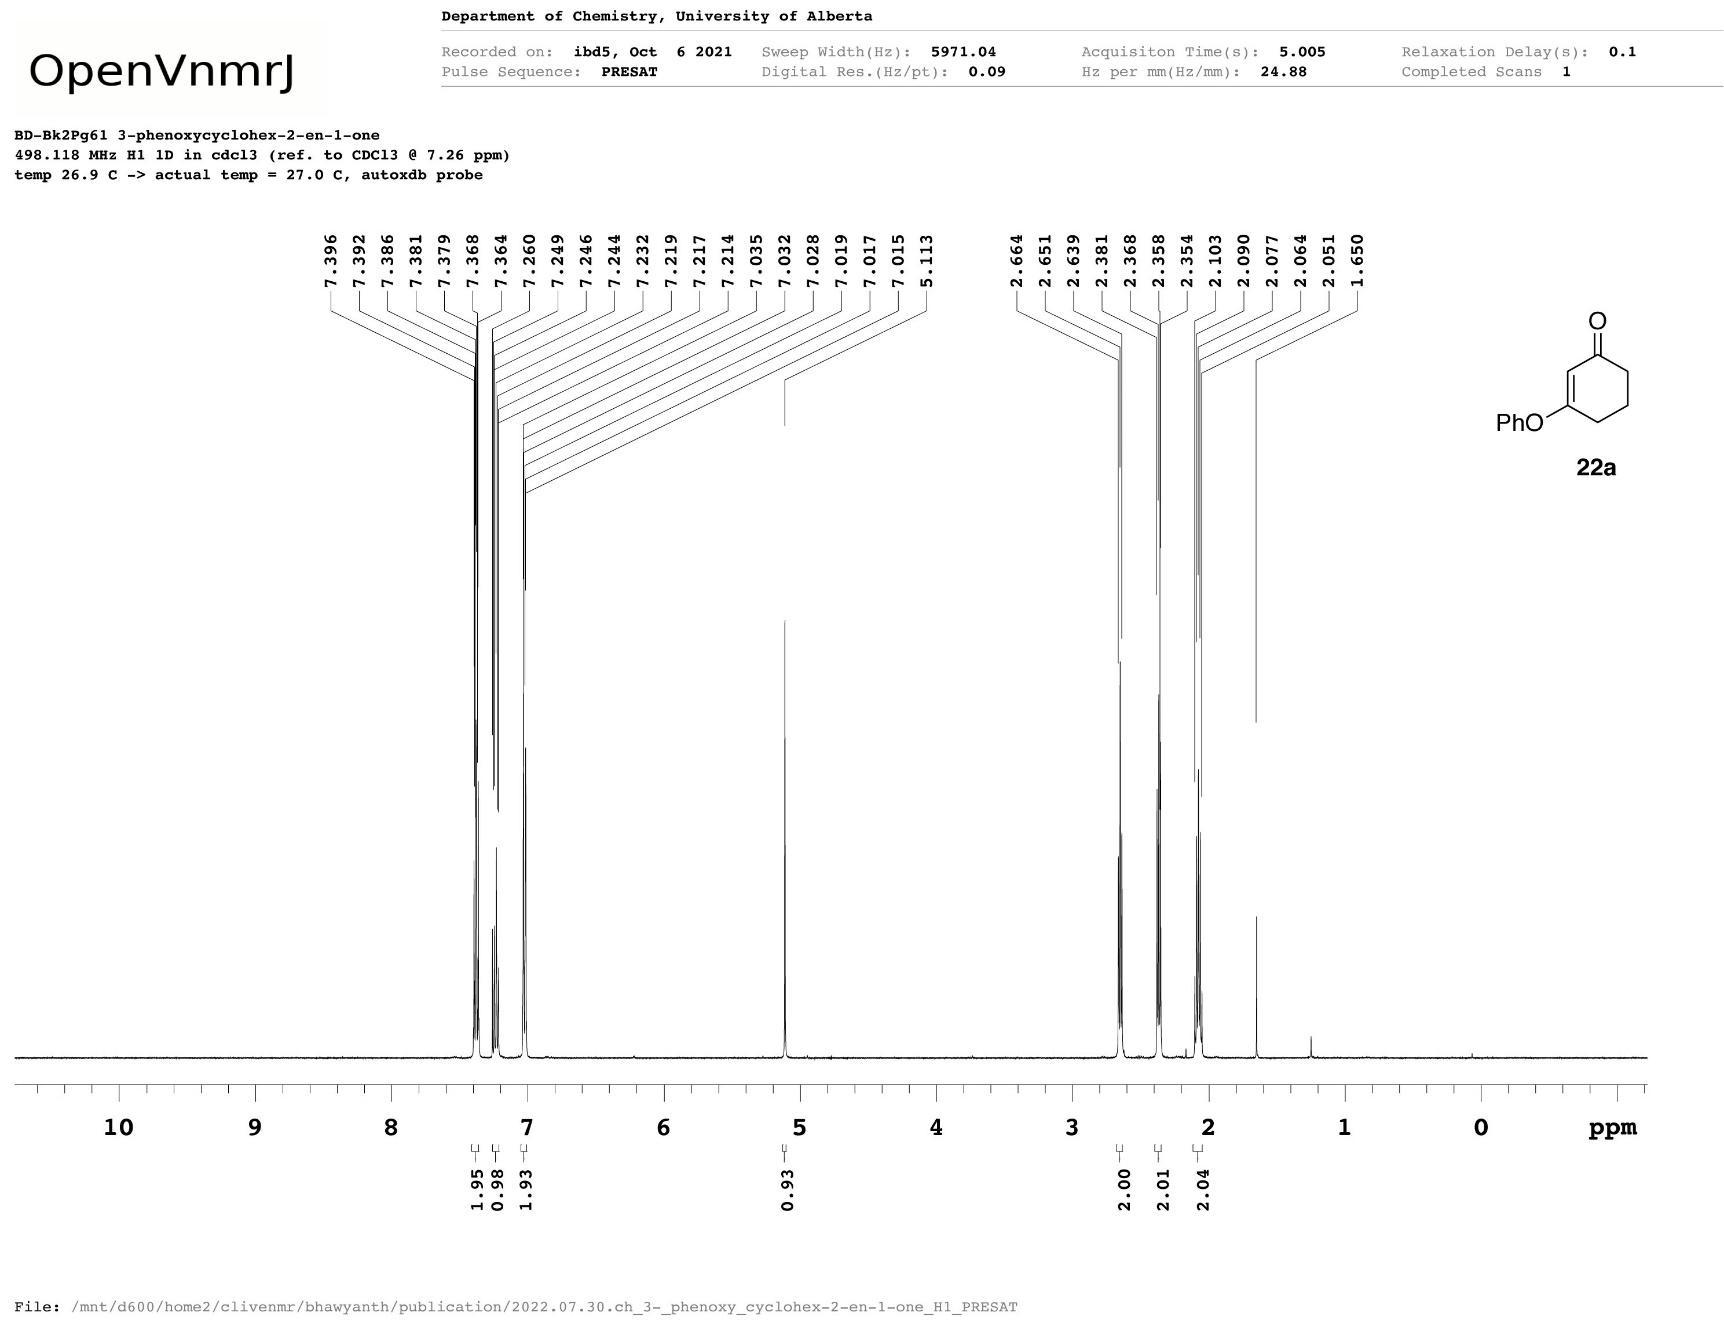 Department of Chemistry, University of Alberta
OpenVnmrJ
Recorded on: ibd5, Oct 6 2021 Sweep Width(Hz): 5971.04 Acquisiton Time(s): 5.005 Relaxation Delay(s): 0.1
Pulse Sequence: PRESAT Digital Res.(Hz/pt): 0.09 Hz per mm(Hz/mm): 24.88 Completed Scans 1
BD-Bk2Pg61 3-phenoxycyclohex-2-en-1-one
498.118 MHz H1 1D in cdcl3 (ref. to CDCl3 @ 7.26 ppm)
temp 26.9 C -> actual temp = 27.0 C, autoxdb probe
7.396 7.392 7.386 7.381 7.379 7.368 7.364 7.260 7.249 7.246 7.244 7.232 7.219 7.217 7.214 7.035 7.032 7.028 7.019 7.017 7.015 5.113 2.664 2.651 2.639 2.381 2.368 2.358 2.354 2.103 2.090 2.077 2.064 2.051 1.650
O
PhO
22a
10 9 8 7 6 5 4 3 2 1 0 ppm
1.95 0.98 1.93 0.93 2.00 2.01 2.04
File: /mnt/d600/home2/clivenmr/bhawyanth/publication/2022.07.30.ch_3-_phenoxy_cyclohex-2-en-1-one_H1_PRESAT